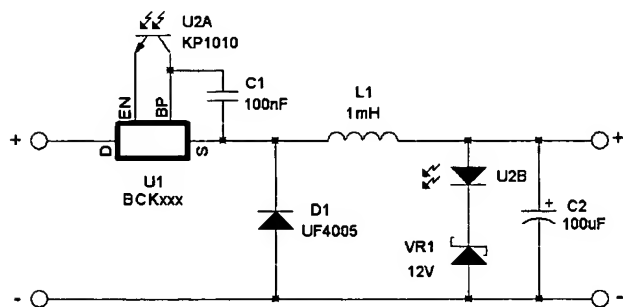 U2A
KP1010
EN
BP
C1
100nF
L1
1mH
+
D
S
+
U1
BCKxxx
U2B
D1
UF4005
+
C2
100uF
VR1
12V
-
-